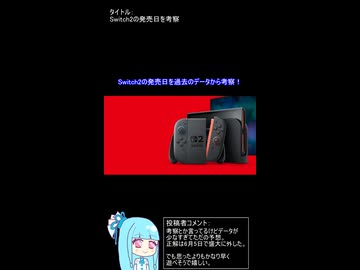 タイトル:
Switch2の発売日を考察
Switch2の発売日を過去のデータから考察！
2
投稿者コメント:
考察とか言ってるけどデータが
少なすぎてただの予想。
正解は6月5日で盛大に外した。
でも思ったよりもかなり早く
遊べそうで嬉しい。